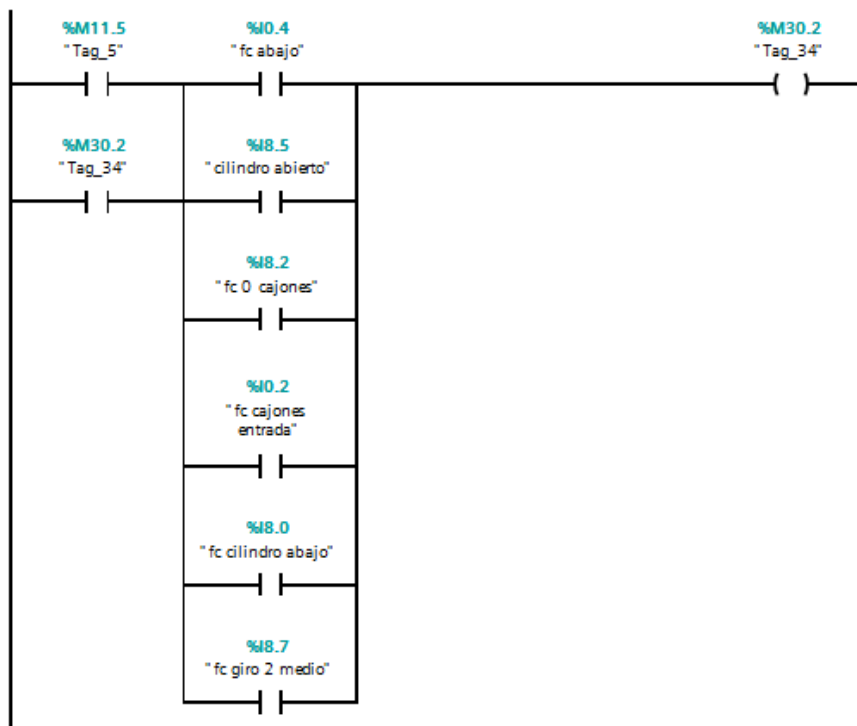 %M11.5
"Tag_5"
%I0.4
"fc abajo"
%M30.2
"Tag_34"
%M30.2
"Tag_34"
%I8.5
"cilindro abierto"
%I8.2
"fc 0 cajones"
%I0.2
"fc cajones
entrada"
%I8.0
"fc cilindro abajo"
%I8.7
"fc giro 2 medio"